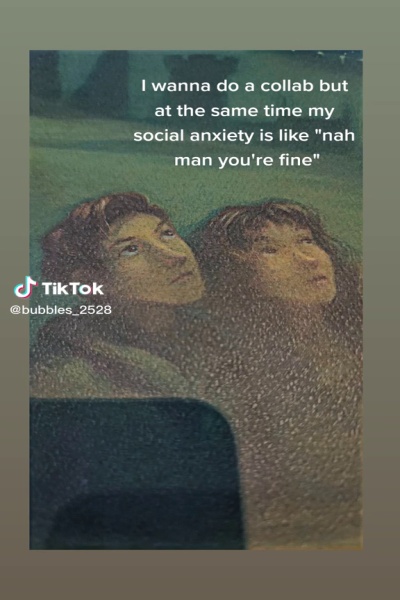 I wanna do a collab but
at the same time my
social anxiety is like "nah
man you're fine"
TikTok
@bubbles_2528